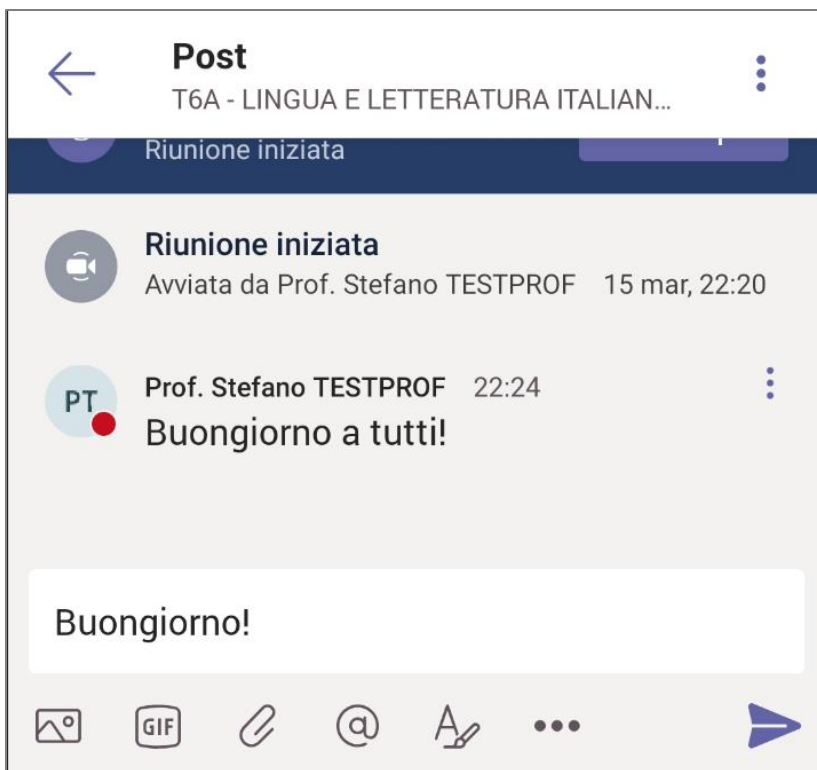 Post
T6A - LINGUA E LETTERATURA ITALIAN...
Riunione iniziata
Riunione iniziata
Avviata da Prof. Stefano TESTPROF 15 mar, 22:20
PT
Prof. Stefano TESTPROF 22:24
Buongiorno a tutti!
Buongiorno!
GIF @ A